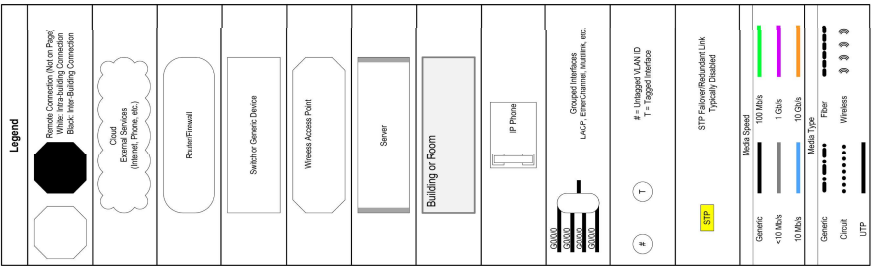 Legend
Remote Connection (Not on Page)
White: Intra-building Connection
Black: Inter-Building Connection
Cloud
External Services
(Internet, Phone, etc.)
Router/Firewall
Switch or Generic Device
Wireess Access Point
Server
Building or Room
IP Phone
Grouped Interfaces
LACP, EtherChannel, Multilink, etc.
G0/0/0
G0/0/0
G0/0/0
G0/0/0
# = Untagged VLAN ID
T = Tagged Interface
#
T
STP Failover/Redundant Link
Typically Disabled
STP
Media Speed
Generic
100 Mb/s
<10 Mb/s
1 Gb/s
10 Mb/s
10 Gb/s
Media Type
Generic
Fiber
Circuit
Wireless
UTP